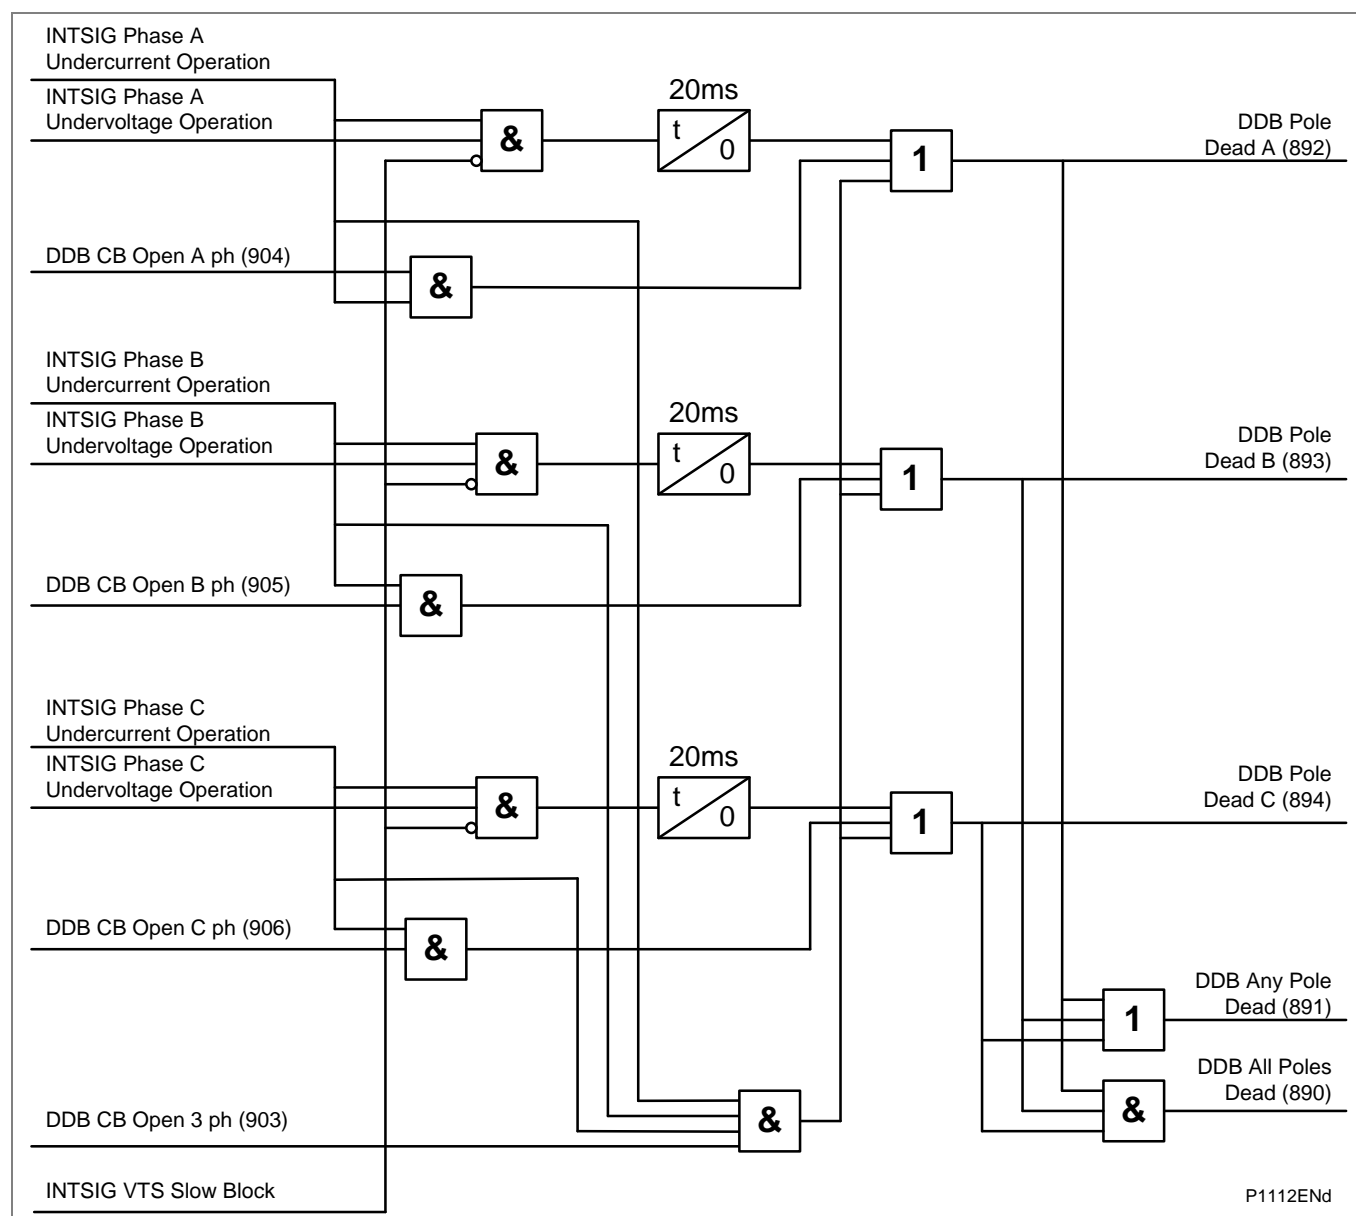 INTSIG Phase A
Undercurrent Operation
INTSIG Phase A
Undervoltage Operation
20ms
&
t
0
1
DDB Pole
Dead A (892)
DDB CB Open A ph (904)
&
INTSIG Phase B
Undercurrent Operation
INTSIG Phase B
Undervoltage Operation
20ms
&
t
0
1
DDB Pole
Dead B (893)
DDB CB Open B ph (905)
&
INTSIG Phase C
Undercurrent Operation
INTSIG Phase C
Undervoltage Operation
20ms
&
t
0
1
DDB Pole
Dead C (894)
DDB CB Open C ph (906)
&
1
DDB Any Pole
Dead (891)
DDB CB Open 3 ph (903)
&
&
DDB All Poles
Dead (890)
INTSIG VTS Slow Block
P1112ENd